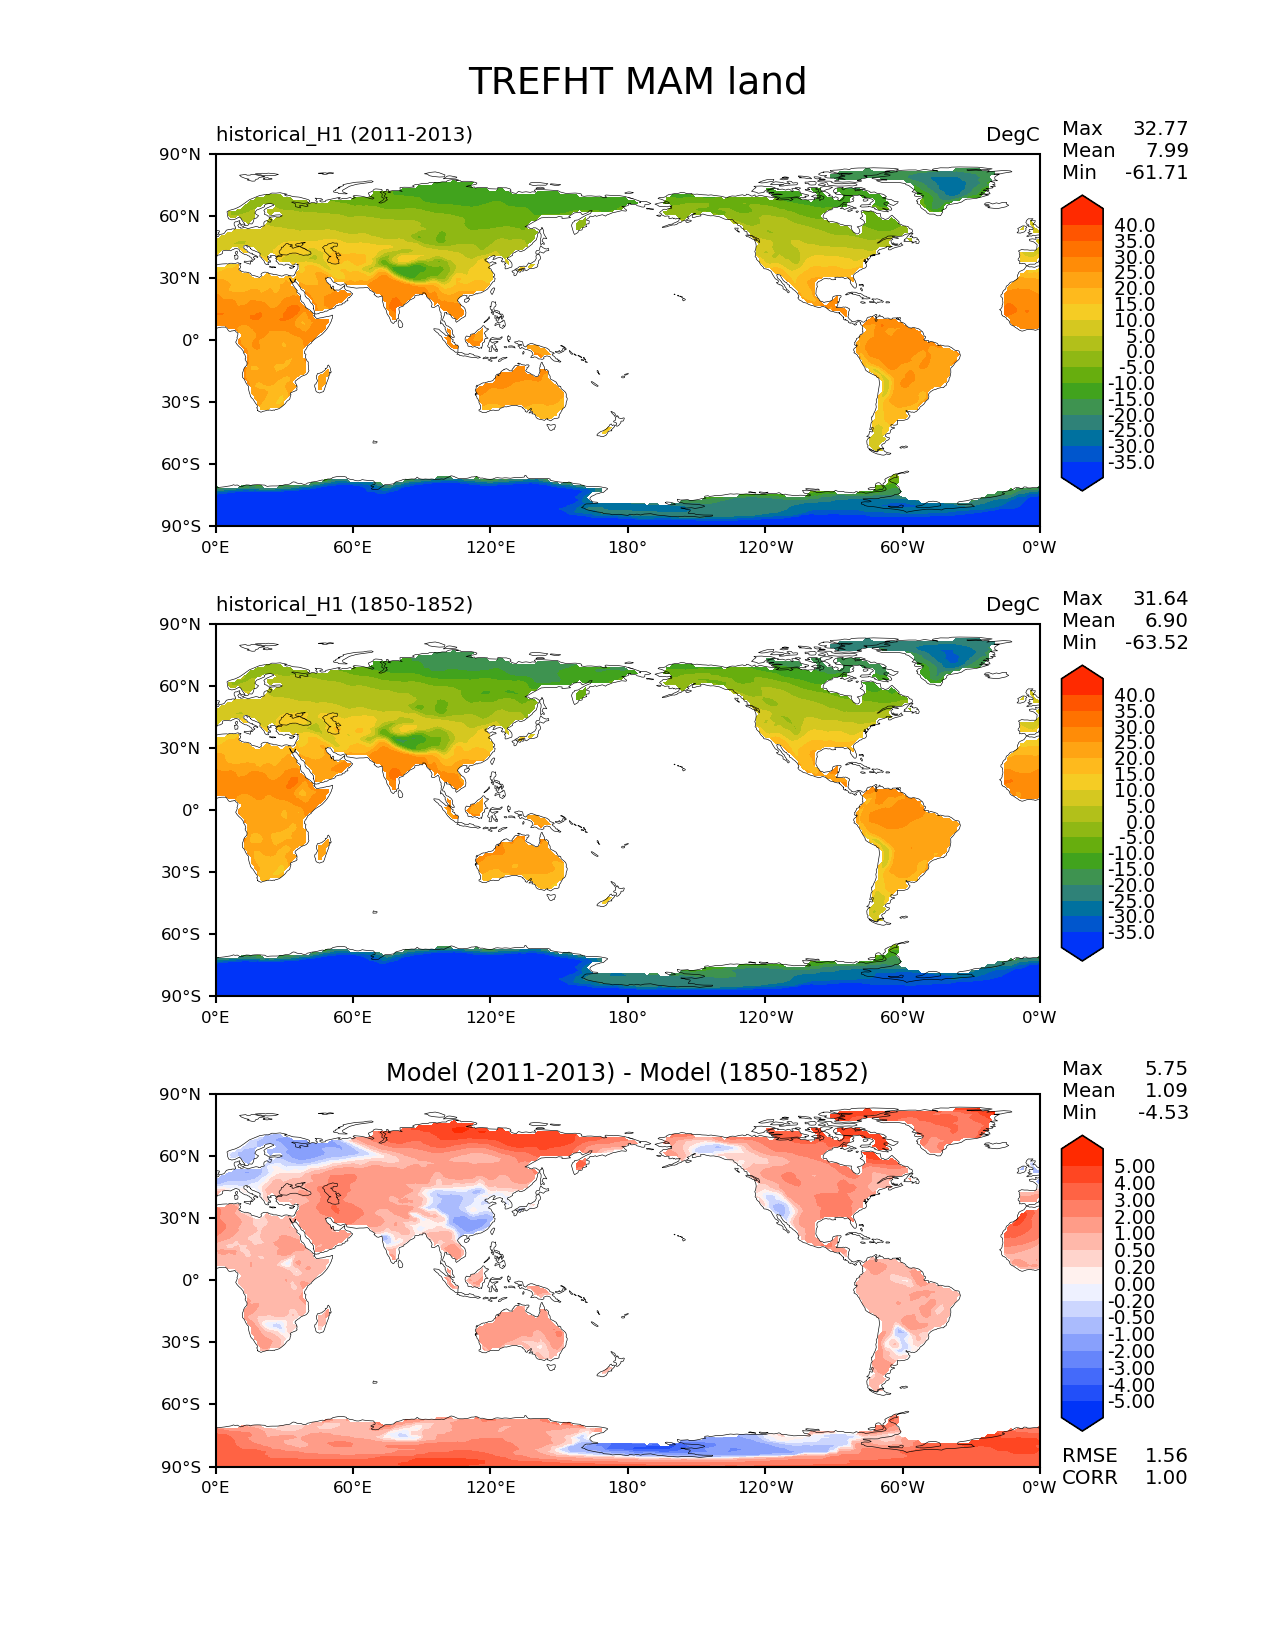 TREFHT MAM land
historical_H1 (2011-2013) DegC
Max 32.77
Mean 7.99
Min -61.71
90°N
60°N
30°N
0°
30°S
60°S
90°S
0°E 60°E 120°E 180° 120°W 60°W 0°W
40.0
35.0
30.0
25.0
20.0
15.0
10.0
5.0
0.0
-5.0
-10.0
-15.0
-20.0
-25.0
-30.0
-35.0
historical_H1 (1850-1852) DegC
Max 31.64
Mean 6.90
Min -63.52
90°N
60°N
30°N
0°
30°S
60°S
90°S
0°E 60°E 120°E 180° 120°W 60°W 0°W
40.0
35.0
30.0
25.0
20.0
15.0
10.0
5.0
0.0
-5.0
-10.0
-15.0
-20.0
-25.0
-30.0
-35.0
Model (2011-2013) - Model (1850-1852)
Max 5.75
Mean 1.09
Min -4.53
90°N
60°N
30°N
0°
30°S
60°S
90°S
0°E 60°E 120°E 180° 120°W 60°W 0°W
5.00
4.00
3.00
2.00
1.00
0.50
0.20
0.00
-0.20
-0.50
-1.00
-2.00
-3.00
-4.00
-5.00
RMSE 1.56
CORR 1.00